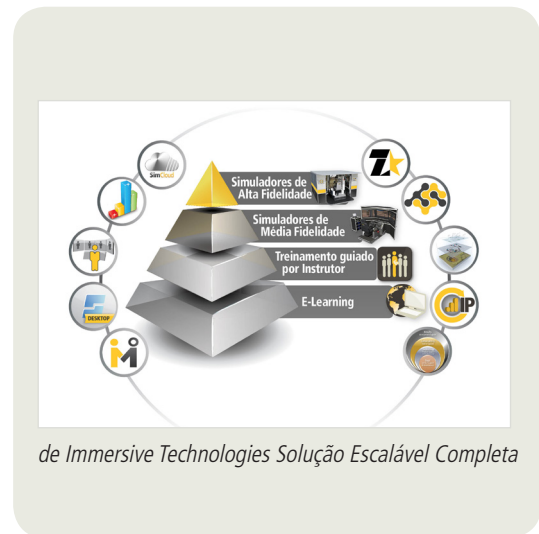 SimCloud
Simuladores de
Alta Fidelidade
Simuladores de
Média Fidelidade
Treinamento guiado
por Instrutor
E-Learning
DESKTOP
IP
de Immersive Technologies Solução Escalável Completa